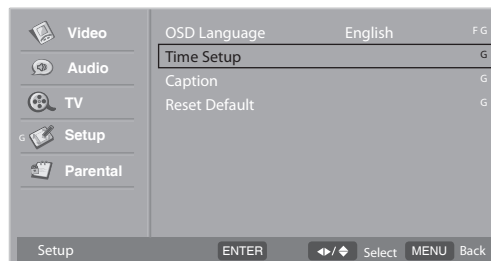 Video
Audio
TV
G Setup
Parental
OSD Language English F G
Time Setup G
Caption G
Reset Default G
Setup ENTER / Select MENU Back